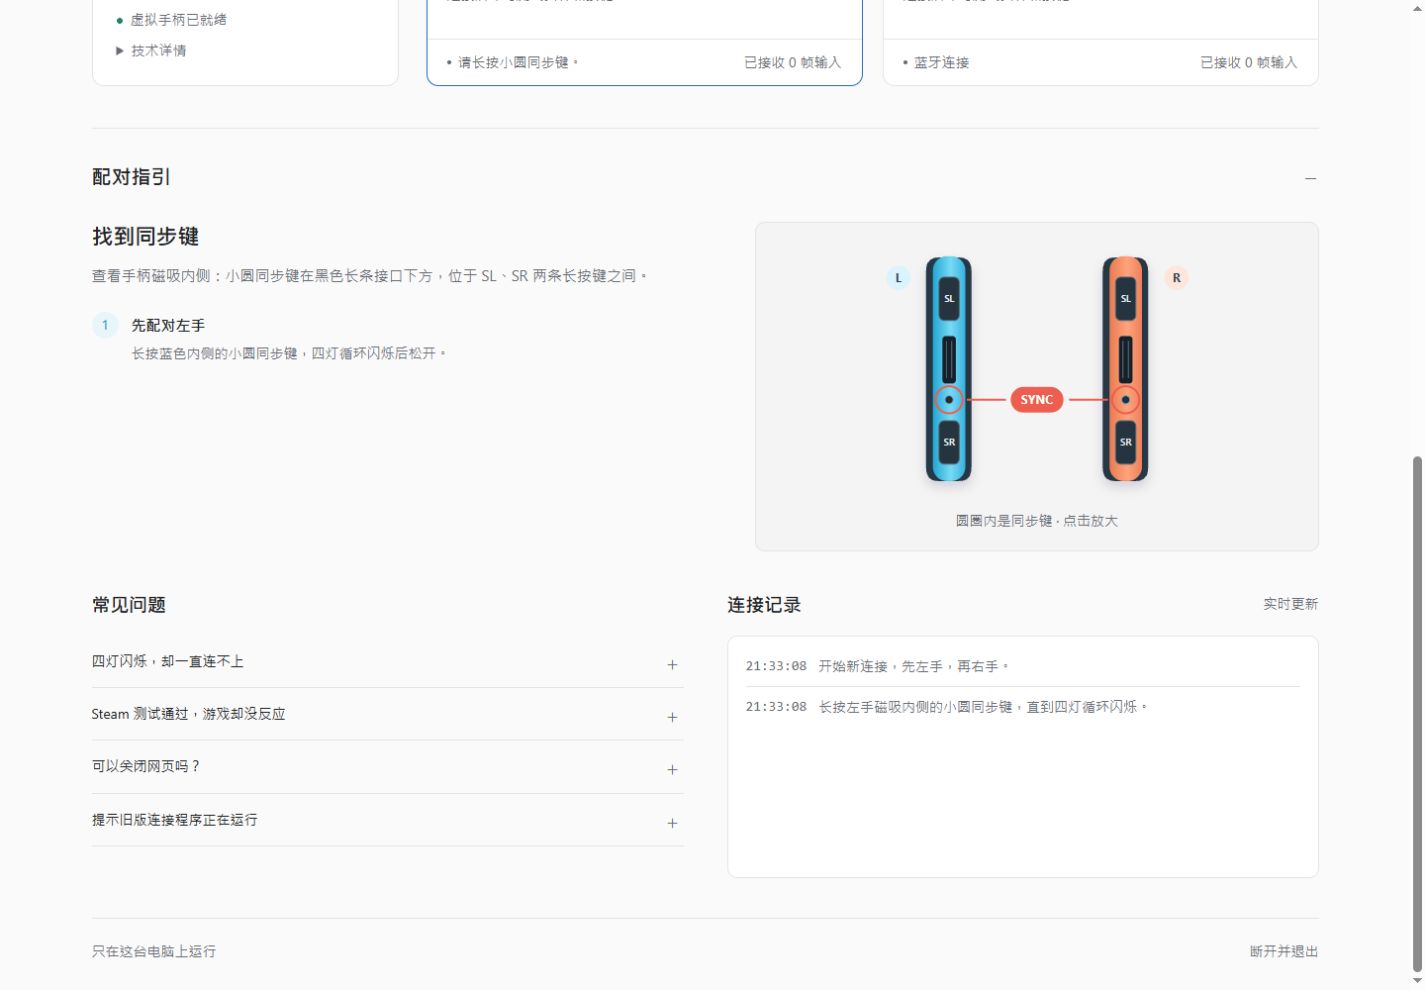 虚拟手柄已就绪
▶ 技术详情
• 请长按小圆同步键。
已接收 0 帧输入
• 蓝牙连接
已接收 0 帧输入
配对指引
找到同步键
查看手柄磁吸内侧：小圆同步键在黑色长条接口下方，位于 SL、SR 两条长按键之间。
1 先配对左手
长按蓝色内侧的小圆同步键，四灯循环闪烁后松开。
L
R
SL
SL
SYNC
SR
SR
圆圈内是同步键 · 点击放大
常见问题
四灯闪烁，却一直连不上
Steam 测试通过，游戏却没反应
可以关闭网页吗？
提示旧版连接程序正在运行
连接记录
实时更新
21:33:08 开始新连接，先左手，再右手。
21:33:08 长按左手磁吸内侧的小圆同步键，直到四灯循环闪烁。
只在这台电脑上运行
断开并退出